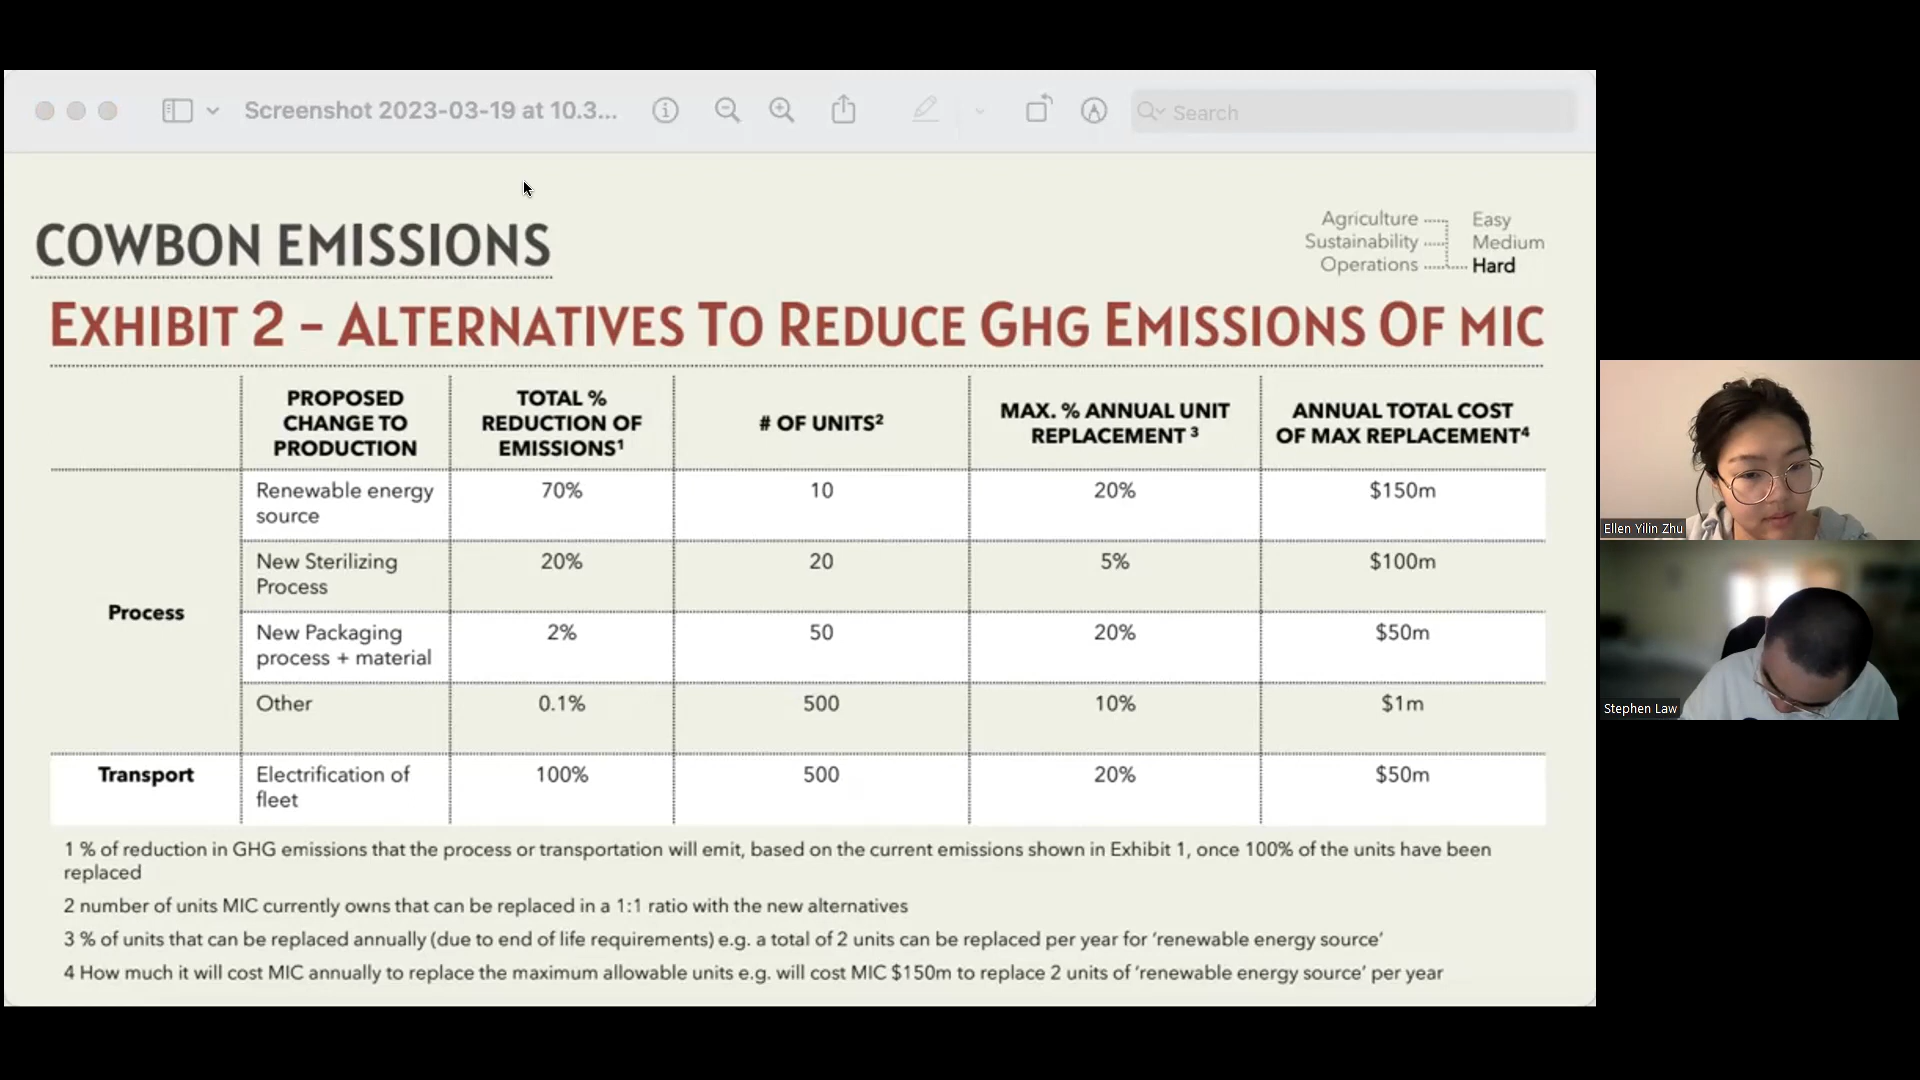 Screenshot 2023-03-19 at 10.3...
Search
COWBON EMISSIONS
Agriculture
Sustainability
Operations
Easy
Medium
Hard
EXHIBIT 2 – ALTERNATIVES TO REDUCE GHG EMISSIONS OF MIC
PROPOSED
CHANGE TO
PRODUCTION
TOTAL %
REDUCTION OF
EMISSIONS¹
# OF UNITS²
MAX. % ANNUAL UNIT
REPLACEMENT ³
ANNUAL TOTAL COST
OF MAX REPLACEMENT⁴
Process
Renewable energy
source
70%
10
20%
$150m
New Sterilizing
Process
20%
20
5%
$100m
New Packaging
process + material
2%
50
20%
$50m
Other
0.1%
500
10%
$1m
Transport
Electrification of
fleet
100%
500
20%
$50m
1 % of reduction in GHG emissions that the process or transportation will emit, based on the current emissions shown in Exhibit 1, once 100% of the units have been
replaced
2 number of units MIC currently owns that can be replaced in a 1:1 ratio with the new alternatives
3 % of units that can be replaced annually (due to end of life requirements) e.g. a total of 2 units can be replaced per year for ‘renewable energy source’
4 How much it will cost MIC annually to replace the maximum allowable units e.g. will cost MIC $150m to replace 2 units of ‘renewable energy source’ per year
Ellen Yilin Zhu
Stephen Law